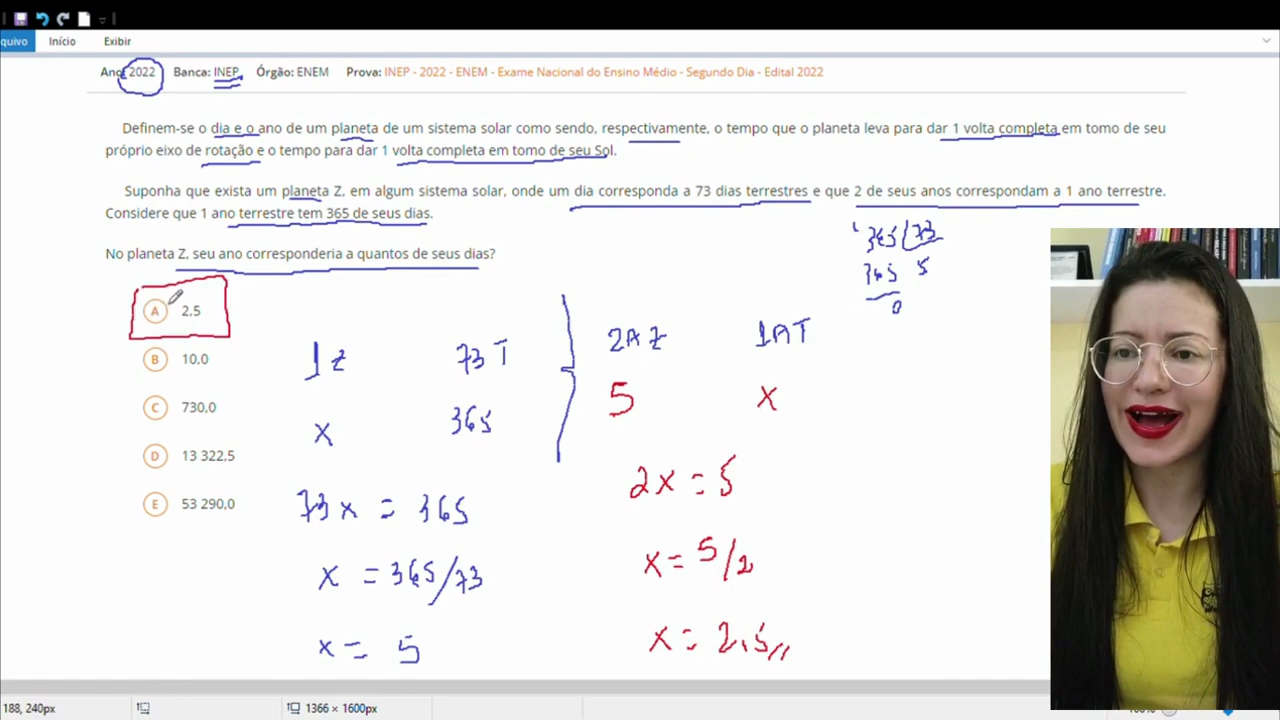 quivo Início Exibir
Ano: 2022 Banca: INEP Órgão: ENEM Prova: INEP - 2022 - ENEM - Exame Nacional do Ensino Médio - Segundo Dia - Edital 2022
Definem-se o dia e o ano de um planeta de um sistema solar como sendo, respectivamente, o tempo que o planeta leva para dar 1 volta completa em tomo de seu
próprio eixo de rotação e o tempo para dar 1 volta completa em tomo de seu Sol.
Suponha que exista um planeta Z, em algum sistema solar, onde um dia corresponda a 73 dias terrestres e que 2 de seus anos correspondam a 1 ano terrestre.
Considere que 1 ano terrestre tem 365 de seus dias.
No planeta Z, seu ano corresponderia a quantos de seus dias?
365 73
365 5
0
A 2,5
B 10,0
C 730,0
D 13 322,5
E 53 290,0
1 Z 73 T
X 365
73x = 365
x = 365/73
x = 5
2A Z 1AT
5 X
2x = 5
x = 5/2
x = 2,5
188, 240px 1366 × 1600px